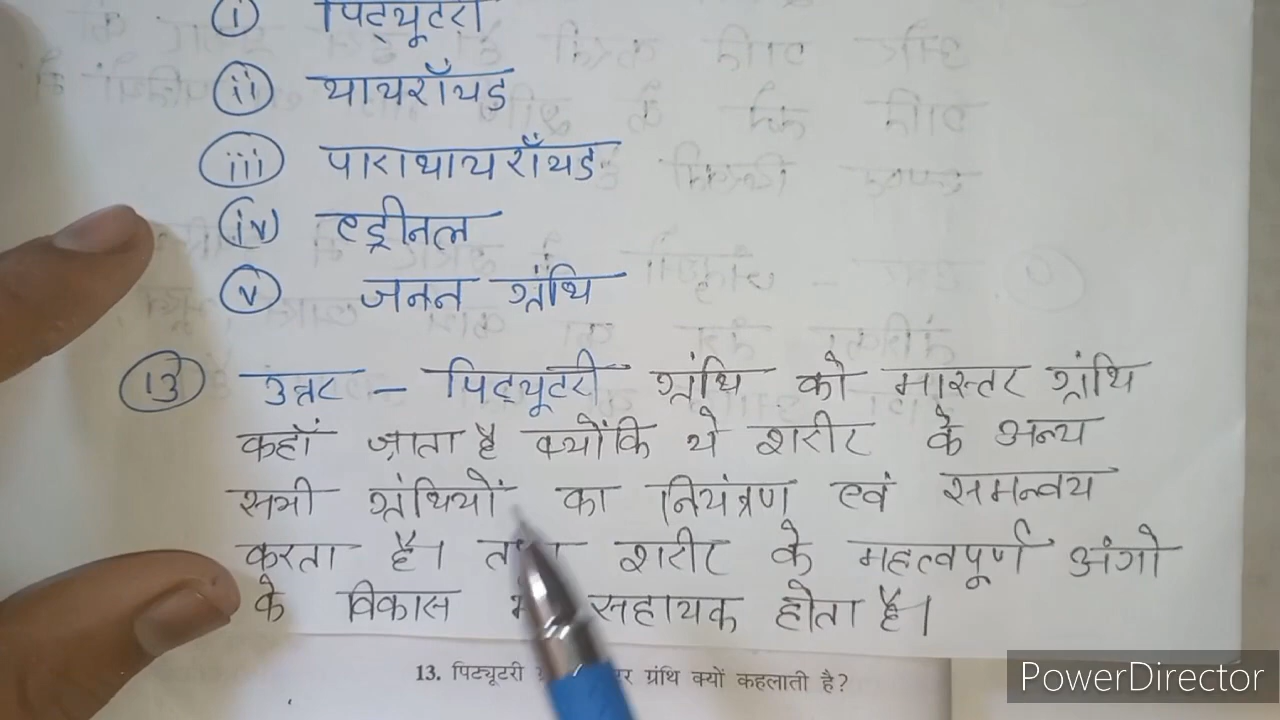 i पिट्यूटरी
ii थायरॉयड
iii पाराथायरॉयड
iv एड्रीनल
v जनन ग्रंथि
13 उत्तर – पिट्यूटरी ग्रंथि को मास्टर ग्रंथि
कहाँ जाता है क्योंकि ये शरीर के अन्य
सभी ग्रंथियों का नियंत्रण एवं समन्वय
करता है। शरीर के महत्वपूर्ण अंगो
के विकास सहायक होता है।
13. पिट्यूटरी ग्रंथि क्यों कहलाती है?
PowerDirector